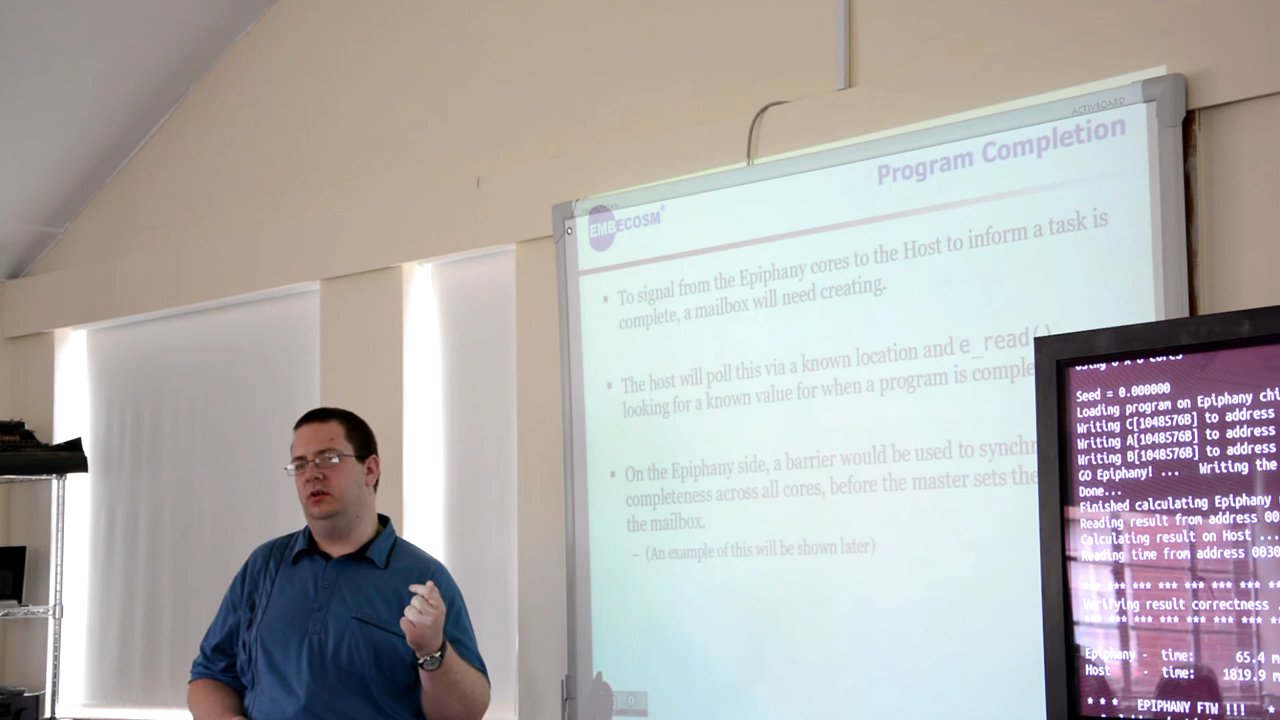 ACTIVBOARD
Program Completion
EMBECOSM®
▪ To signal from the Epiphany cores to the Host to inform a task is
complete, a mailbox will need creating.
▪ The host will poll this via a known location and e_read()
looking for a known value for when a program is comple
▪ On the Epiphany side, a barrier would be used to synchr
completeness across all cores, before the master sets the
the mailbox.
– (An example of this will be shown later)
Seed = 0.000000
Loading program on Epiphany chi
Writing C[1048576B] to address
Writing A[1048576B] to address
Writing B[1048576B] to address
GO Epiphany! ... Writing the
Done...
Finished calculating Epiphany
Reading result from address 00
Calculating result on Host ...
Reading time from address 0030
*** *** *** *** *** *** **
Verifying result correctness .
*** *** *** *** *** *** **
Epiphany - time: 65.4 m
Host - time: 1819.9 m
* * * EPIPHANY FTW !!! *